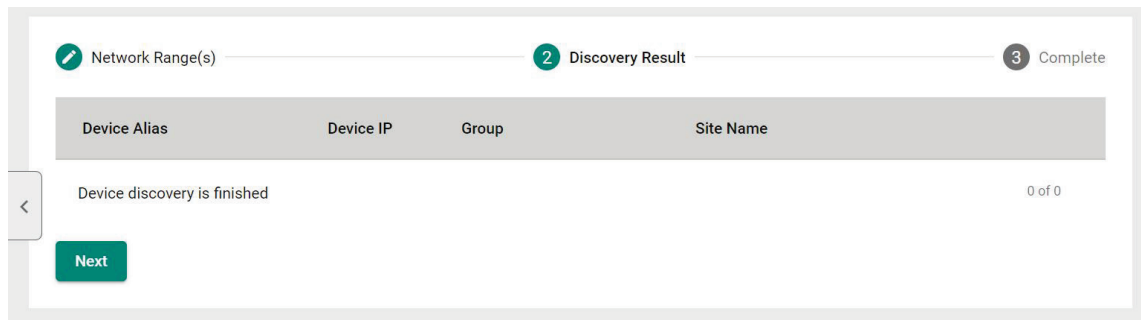 Network Range(s) 2 Discovery Result 3 Complete
Device Alias Device IP Group Site Name
Device discovery is finished 0 of 0
Next